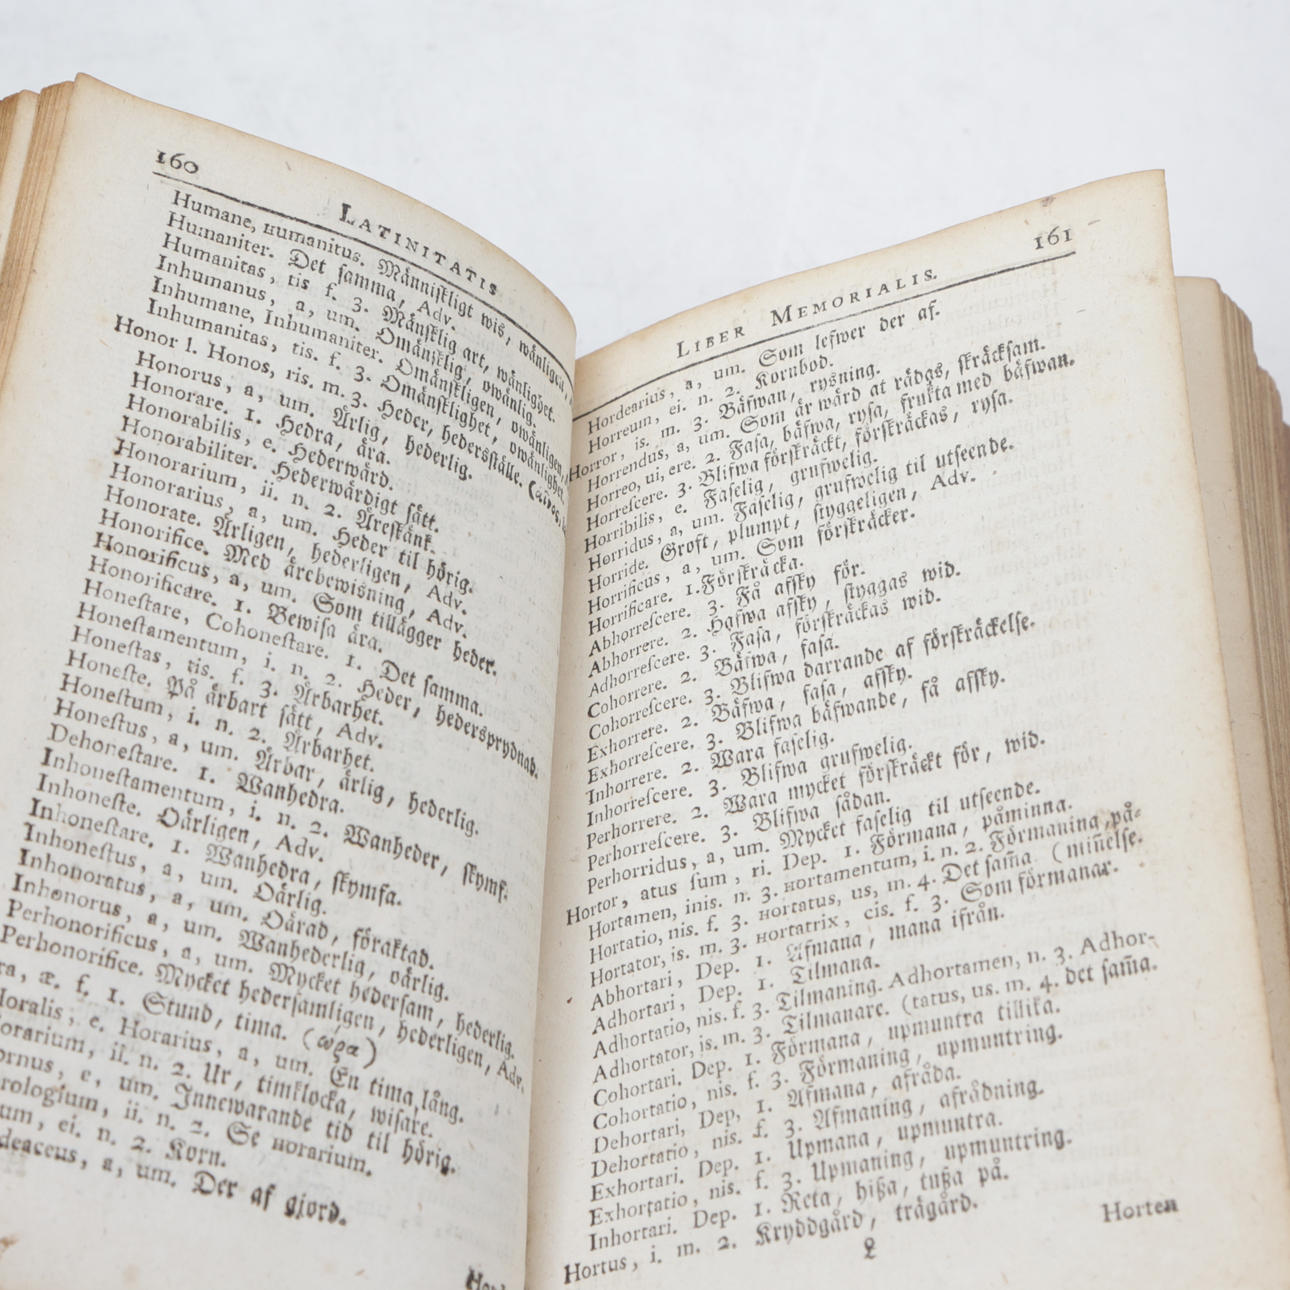 160
LATINITATIS
Humane, Humanitus. Männiſkligt wis, wänligen,
Humaniter. Det ſamma, Adv.
Humanitas, tis f. 3. Mänſklig art, wänlighet.
Inhumanus, a, um. Omänſklig, owänlig.
Inhumane, Inhumaniter. Omänſkligen, owänligen,
Inhumanitas, tis. f. 3. Omänſklighet, owänlighet.
Honor l. Honos, ris. m. 3. Heder, hedersſtälle.
Honorus, a, um. Ärlig, hederlig.
Honorare. 1. Hedra, ära.
Honorabilis, e. Hederwärd.
Honorabiliter. Hederwärdigt ſätt.
Honorarium, ii. n. 2. Äreſkänk.
Honorarius, a, um. Heder til hörig.
Honorate. Ärligen, hederligen, Adv.
Honorifice. Med ärebewisning, Adv.
Honorificus, a, um. Som tillägger heder.
Honorificare. 1. Bewiſa ära.
Honeſtare, Cohoneſtare. 1. Det ſamma.
Honeſtamentum, i. n. 2. Heder, hedersprydnad.
Honeſtas, tis. f. 3. Ärbarhet.
Honeſte. På ärbart ſätt, Adv.
Honeſtum, i. n. 2. Ärbarhet.
Honeſtus, a, um. Ärbar, ärlig, hederlig.
Dehoneſtare. 1. Wanhedra.
Inhoneſtamentum, i. n. 2. Wanheder, ſkymf.
Inhoneſte. Oärligen, Adv.
Inhoneſtare. 1. Wanhedra, ſkymfa.
Inhoneſtus, a, um. Oärlig.
Inhonoratus, a, um. Oärad, föraktad.
Inhonorus, a, um. Wanhederlig, oärlig.
Perhonorificus, a, um. Mycket hederſam, hederlig.
Perhonorifice. Mycket hederſamligen, hederligen, Adv.
ra, æ. f. 1. Stund, tima. (ὥρα)
Horalis, e. Horarius, a, um. En tima lång.
orarium, ii. n. 2. Ur, timklocka, wiſare.
ornus, e, um. Innewarande tid til hörig.
rologium, ii. n. 2. Se Horarium.
um, ei. n. 2. Korn.
deaceus, a, um. Der af gjord.
LIBER MEMORIALIS.
161
Hordearius, a, um. Som lefwer der af.
Horreum, ei. n. 2. Kornbod.
Horror, is. m. 3. Bäfwan, rysning.
Horrendus, a, um. Som är wärd at rädas, ſkräckſam.
Horreo, ui, ere. 2. Faſa, bäfwa, ryſa, frukta med bäfwan.
Horreſcere. 3. Blifwa förſkräckt, förſkräckas, ryſa.
Horribilis, e. Faſelig, grufwelig.
Horridus, a, um. Faſelig, grufwelig til utſeende.
Horride. Groft, plumpt, ſtyggeligen, Adv.
Horrificus, a, um. Som förſkräcker.
Horrificare. 1. Förſkräcka.
Abhorreſcere. 3. Få afſky för.
Abhorrere. 2. Hafwa afſky, ſtyggas wid.
Adhorreſcere. 3. Faſa, förſkräckas wid.
Cohorrere. 2. Bäfwa, faſa.
Cohorreſcere. 3. Blifwa darrande af förſkräckelſe.
Exhorrere. 2. Bäfwa, faſa, afſky.
Exhorreſcere. 3. Blifwa bäfwande, få afſky.
Inhorrere. 2. Wara faſelig.
Inhorreſcere. 3. Blifwa grufwelig.
Perhorrere. 2. Wara mycket förſkräckt för, wid.
Perhorreſcere. 3. Blifwa ſådan.
Perhorridus, a, um. Mycket faſelig til utſeende.
Hortor, atus ſum, ri. Dep. 1. Förmana, påminna.
Hortamen, inis. n. 3. Hortamentum, i. n. 2. Förmaning, på-
Hortatio, nis. f. 3. Hortatus, us, m. 4. Det ſam̃a (min̄elſe.
Hortator, is. m. 3. Hortatrix, cis. f. 3. Som förmanar.
Abhortari, Dep. 1. Afmana, mana ifrån.
Adhortari, Dep. 1. Tilmana.
Adhortatio, nis. f. 3. Tilmaning. Adhortamen, n. 3. Adhor-
Adhortator, is. m. 3. Tilmanare. (tatus, us. m. 4. det ſam̃a.
Cohortari. Dep. 1. Förmana, upmuntra tillika.
Cohortatio, nis. f. 3. Förmaning, upmuntring.
Dehortari, Dep, 1. Afmana, afråda.
Dehortatio, nis. f. 3. Afmaning, afrådning.
Exhortari. Dep. 1. Upmana, upmuntra.
Exhortatio, nis. f. 3. Upmaning, upmuntring.
Inhortari. Dep. 1. Reta, hißa, tußa på.
Hortus, i. m. 2. Kryddgård, trägård.
L
Horten